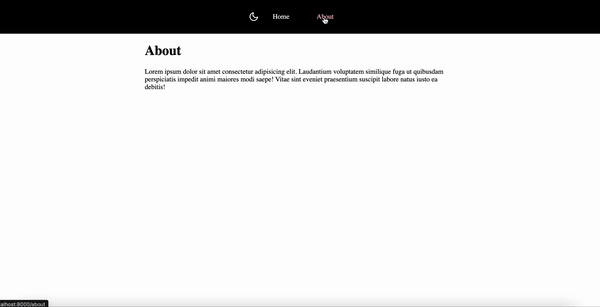 Home About
About
Lorem ipsum dolor sit amet consectetur adipisicing elit. Laudantium voluptatem similique fuga ut quibusdam
perspiciatis impedit animi maiores modi saepe! Vitae sint eveniet praesentium suscipit labore natus iusto ea
debitis!
alhost:8000/about